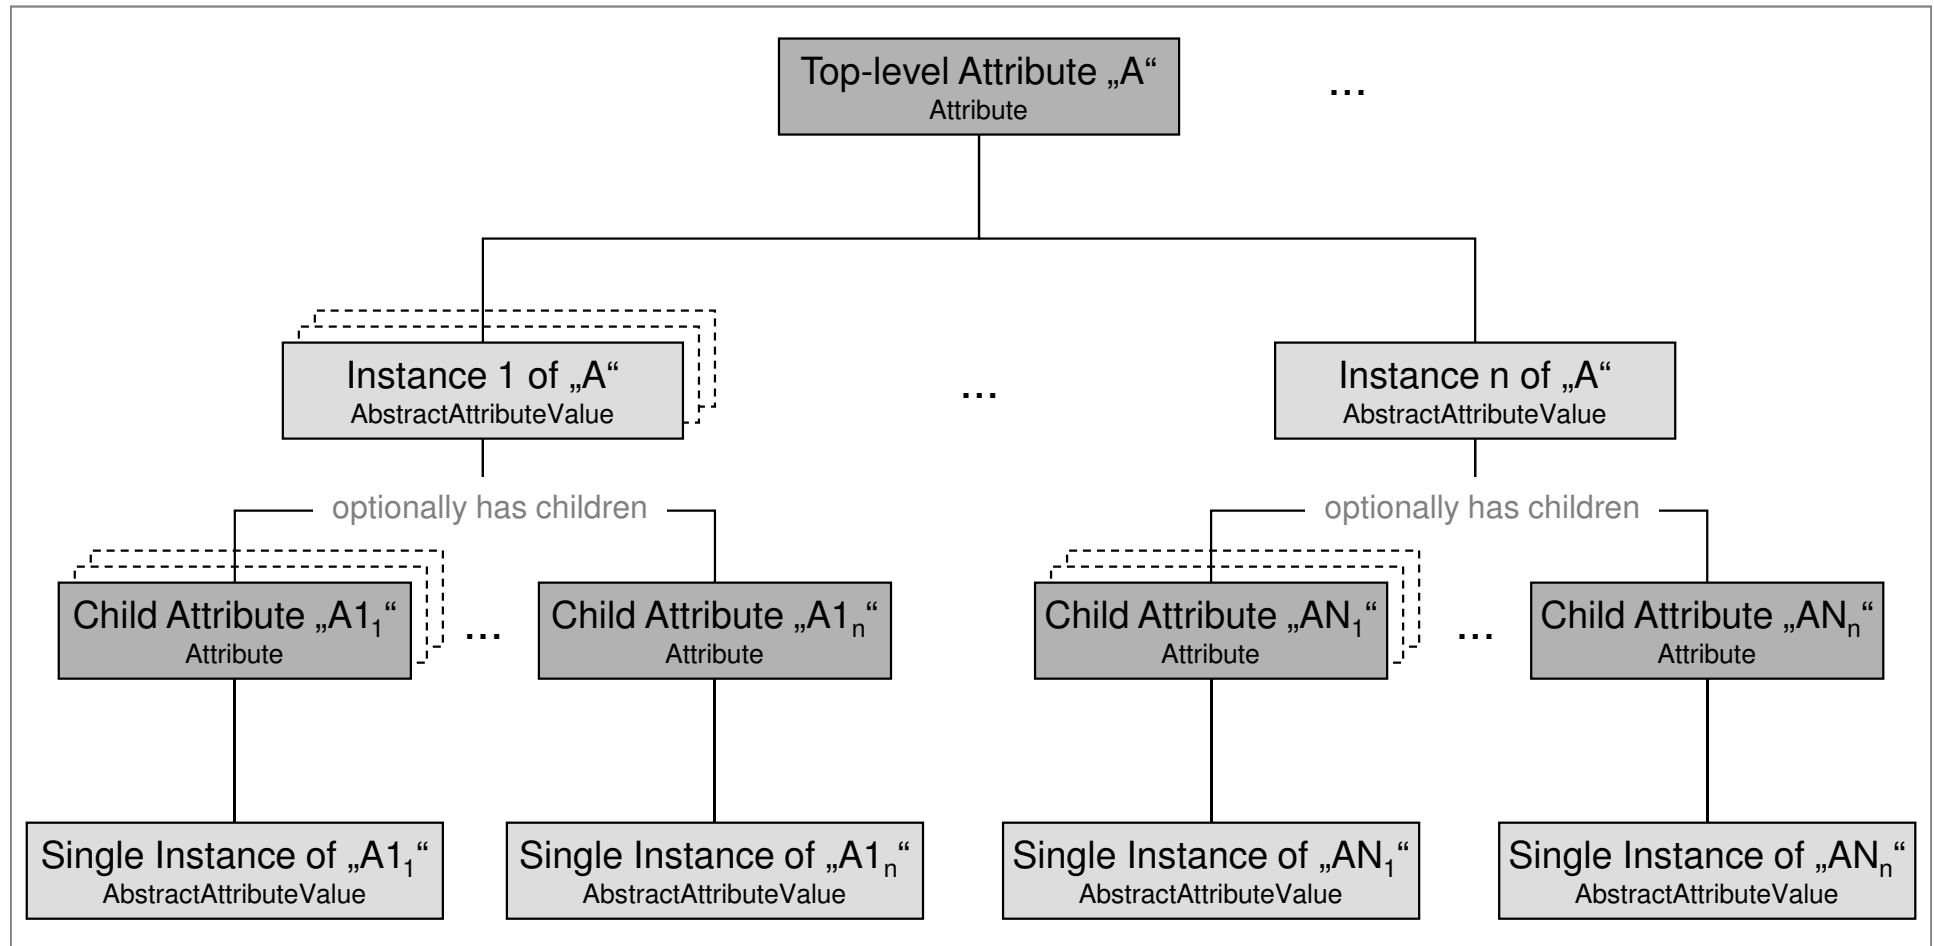 Top-level Attribute „A“
Attribute
...
Instance 1 of „A“
AbstractAttributeValue
...
Instance n of „A“
AbstractAttributeValue
optionally has children
optionally has children
Child Attribute „A1₁“
Attribute
...
Child Attribute „A1ₙ“
Attribute
Child Attribute „AN₁“
Attribute
...
Child Attribute „ANₙ“
Attribute
Single Instance of „A1₁“
AbstractAttributeValue
Single Instance of „A1ₙ“
AbstractAttributeValue
Single Instance of „AN₁“
AbstractAttributeValue
Single Instance of „ANₙ“
AbstractAttributeValue